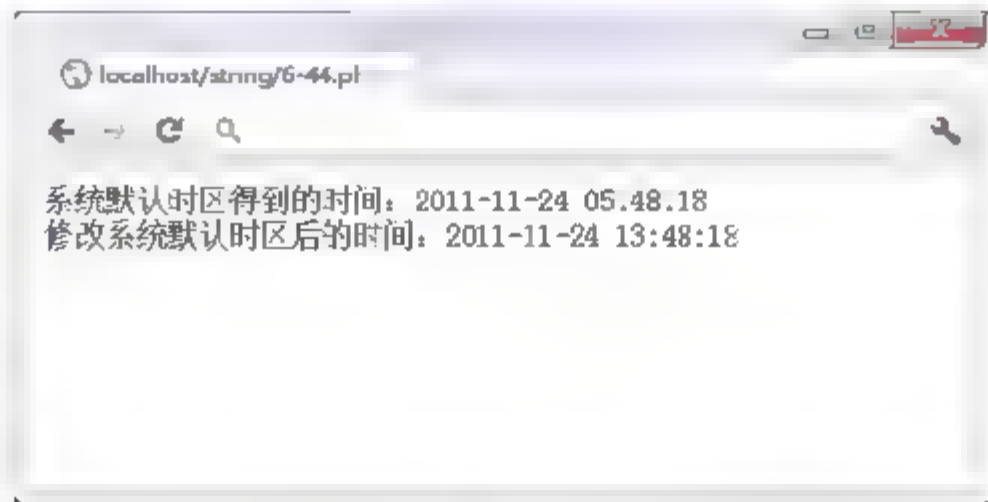 localhost/string/6-44.pl
系统默认时区得到的时间：2011-11-24 05.48.18
修改系统默认时区后的时间：2011-11-24 13:48:18